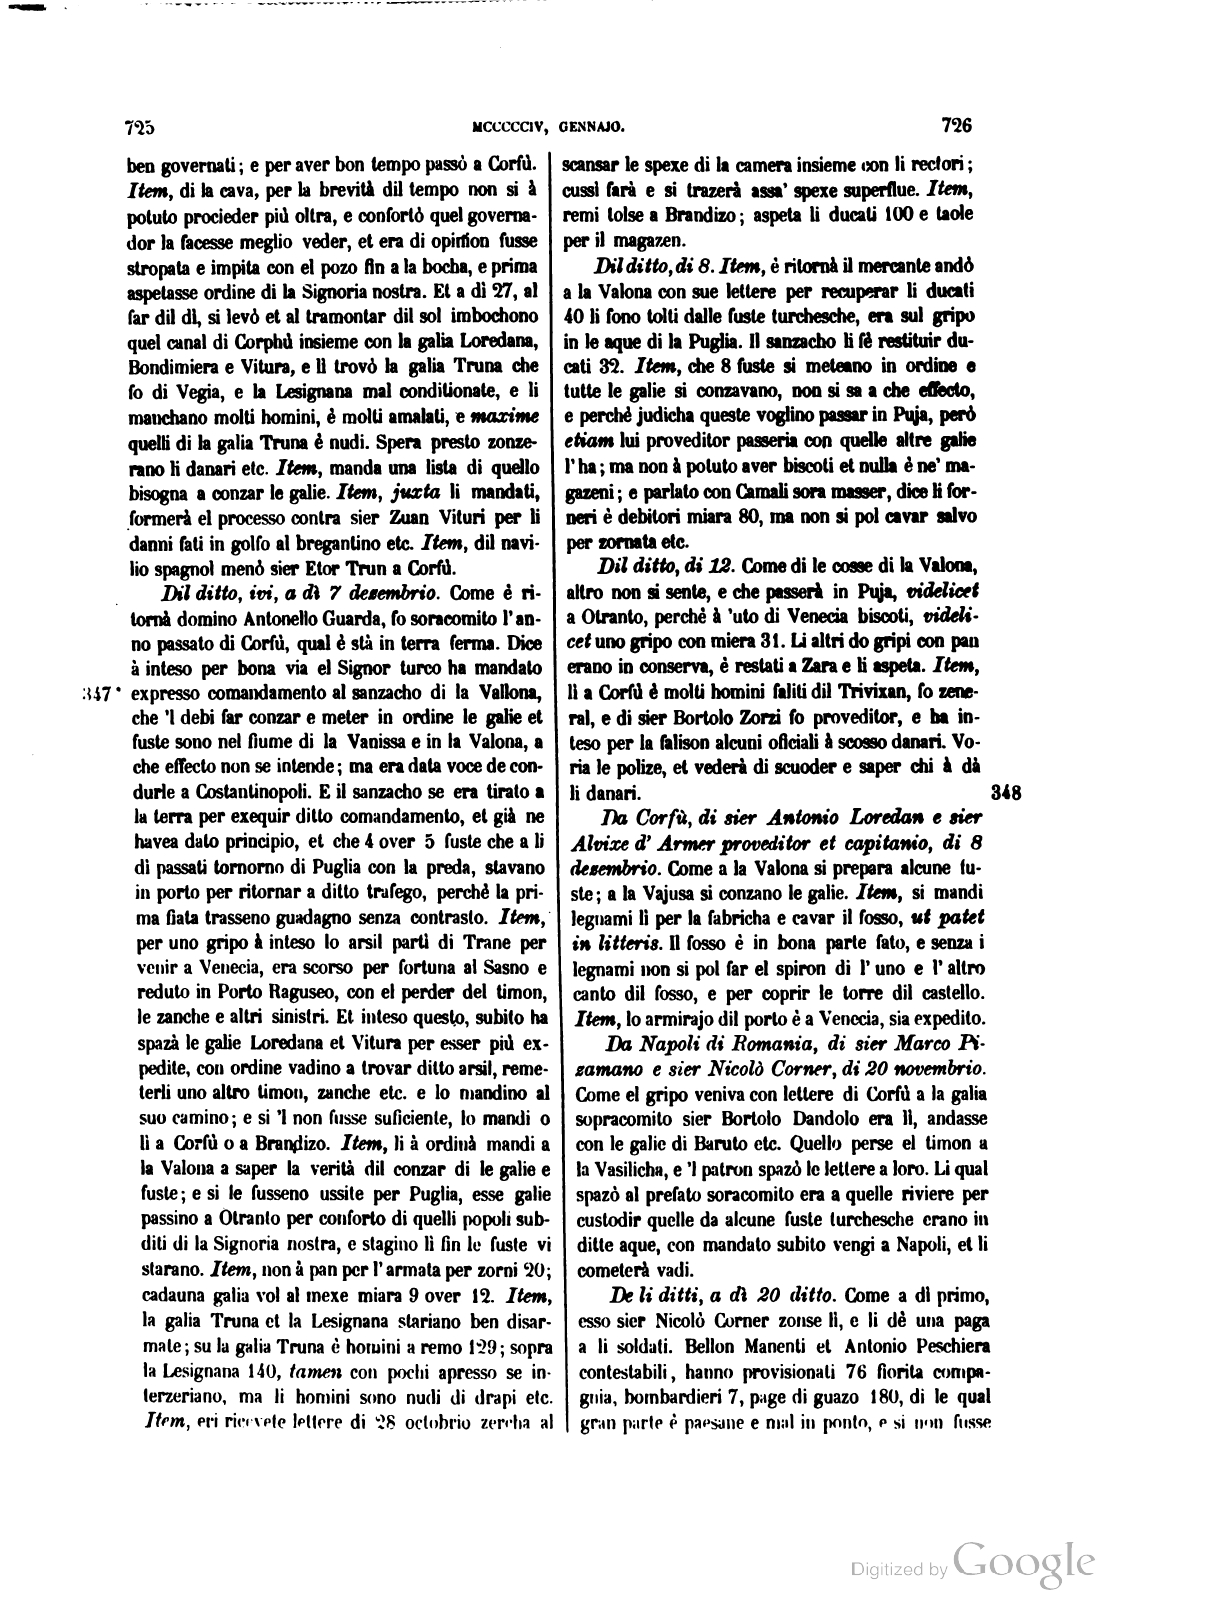 725
MCCCCCIV, GENNAJO.
726
ben governati; e per aver bon tempo passò a Corfù.
Item, di la cava, per la brevità dil tempo non si à
potuto procieder più oltra, e confortò quel governa-
dor la facesse meglio veder, et era di opinion fusse
stropata e impita con el pozo fin a la bocha, e prima
aspetasse ordine di la Signoria nostra. Et a dì 27, al
far dil dì, si levò et al tramontar dil sol imbochono
quel canal di Corphù insieme con la galia Loredana,
Bondimiera e Vitura, e lì trovò la galia Truna che
fo di Vegia, e la Lesignana mal conditionate, e li
manchano molti homini, è molti amalati, e maxime
quelli di la galia Truna è nudi. Spera presto zonze-
rano li danari etc. Item, manda una lista di quello
bisogna a conzar le galie. Item, juxta li mandati,
formerà el processo contra sier Zuan Vituri per li
danni fati in golfo al bregantino etc. Item, dil navi-
lio spagnol menò sier Etor Trun a Corfù.
Dil ditto, ivi, a dì 7 desembrio. Come è ri-
tornà domino Antonello Guarda, fo soracomito l'an-
no passato di Corfù, qual è stà in terra ferma. Dice
à inteso per bona via el Signor turco ha mandato
347* expresso comandamento al sanzacho di la Vallona,
che 'l debi far conzar e meter in ordine le galie et
fuste sono nel fiume di la Vanissa e in la Valona, a
che effecto non se intende; ma era data voce de con-
durle a Costantinopoli. E il sanzacho se era tirato a
la terra per exequir ditto comandamento, et già ne
havea dato principio, et che 4 over 5 fuste che a li
dì passati tornorno di Puglia con la preda, stavano
in porto per ritornar a ditto trafego, perchè la pri-
ma fiata trasseno guadagno senza contrasto. Item,
per uno gripo à inteso lo arsil partì di Trane per
venir a Venecia, era scorso per fortuna al Sasno e
reduto in Porto Raguseo, con el perder del timon,
le zanche e altri sinistri. Et inteso questo, subito ha
spazà le galie Loredana et Vitura per esser più ex-
pedite, con ordine vadino a trovar ditto arsil, reme-
terli uno altro timon, zanche etc. e lo mandino al
suo camino; e si 'l non fusse suficiente, lo mandi o
lì a Corfù o a Brandizo. Item, li à ordinà mandi a
la Valona a saper la verità dil conzar di le galie e
fuste; e si le fusseno ussite per Puglia, esse galie
passino a Otranto per conforto di quelli popoli sub-
diti di la Signoria nostra, e stagino lì fin le fuste vi
starano. Item, non à pan per l'armata per zorni 20;
cadauna galia vol al mexe miara 9 over 12. Item,
la galia Truna et la Lesignana stariano ben disar-
mate; su la galia Truna è homini a remo 129; sopra
la Lesignana 140, tamen con pochi apresso se in-
terzeriano, ma li homini sono nudi di drapi etc.
Item, eri ricevete lettere di 28 octobrio zercha al
scansar le spexe di la camera insieme con li rectori;
cussì farà e si trazerà assa' spexe superflue. Item,
remi tolse a Brandizo; aspeta li ducati 100 e taole
per il magazen.
Dil ditto, di 8. Item, è ritornà il mercante andò
a la Valona con sue lettere per recuperar li ducati
40 li fono tolti dalle fuste turchesche, era sul gripo
in le aque di la Puglia. Il sanzacho li fè restituir du-
cati 32. Item, che 8 fuste si meteano in ordine e
tutte le galie si conzavano, non si sa a che effecto,
e perchè judicha queste voglino passar in Puja, però
etiam lui proveditor passeria con quelle altre galie
l'ha; ma non à potuto aver biscoti et nulla è ne' ma-
gazeni; e parlato con Camali sora masser, dice li for-
neri è debitori miara 80, ma non si pol cavar salvo
per zornata etc.
Dil ditto, di 12. Come di le cosse di la Valona,
altro non si sente, e che passerà in Puja, videlicet
a Otranto, perchè à 'uto di Venecia biscoti, videli-
cet uno gripo con miera 31. Li altri do gripi con pan
erano in conserva, è restati a Zara e li aspeta. Item,
lì a Corfù è molti homini faliti dil Trivixan, fo zene-
ral, e di sier Bortolo Zorzi fo proveditor, e ha in-
teso per la falison alcuni oficiali à scosso danari. Vo-
ria le polize, et vederà di scuoder e saper chi à dà
li danari.
348
Da Corfù, di sier Antonio Loredan e sier
Alvixe d' Armer proveditor et capitanio, di 8
desembrio. Come a la Valona si prepara alcune fu-
ste; a la Vajusa si conzano le galie. Item, si mandi
legnami lì per la fabricha e cavar il fosso, ut patet
in litteris. Il fosso è in bona parte fato, e senza i
legnami non si pol far el spiron di l' uno e l' altro
canto dil fosso, e per coprir le torre dil castello.
Item, lo armirajo dil porto è a Venecia, sia expedito.
Da Napoli di Romania, di sier Marco Pi-
zamano e sier Nicolò Corner, di 20 novembrio.
Come el gripo veniva con lettere di Corfù a la galia
sopracomito sier Bortolo Dandolo era lì, andasse
con le galie di Baruto etc. Quello perse el timon a
la Vasilicha, e 'l patron spazò le lettere a loro. Li qual
spazò al prefato soracomito era a quelle riviere per
custodir quelle da alcune fuste turchesche erano in
ditte aque, con mandato subito vengi a Napoli, et li
cometerà vadi.
De li ditti, a dì 20 ditto. Come a dì primo,
esso sier Nicolò Corner zonse lì, e li dè una paga
a li soldati. Bellon Manenti et Antonio Peschiera
contestabili, hanno provisionati 76 fiorita compa-
gnia, bombardieri 7, page di guazo 180, di le qual
gran parte è paesane e mal in ponto, e si non fusse
Digitized by Google